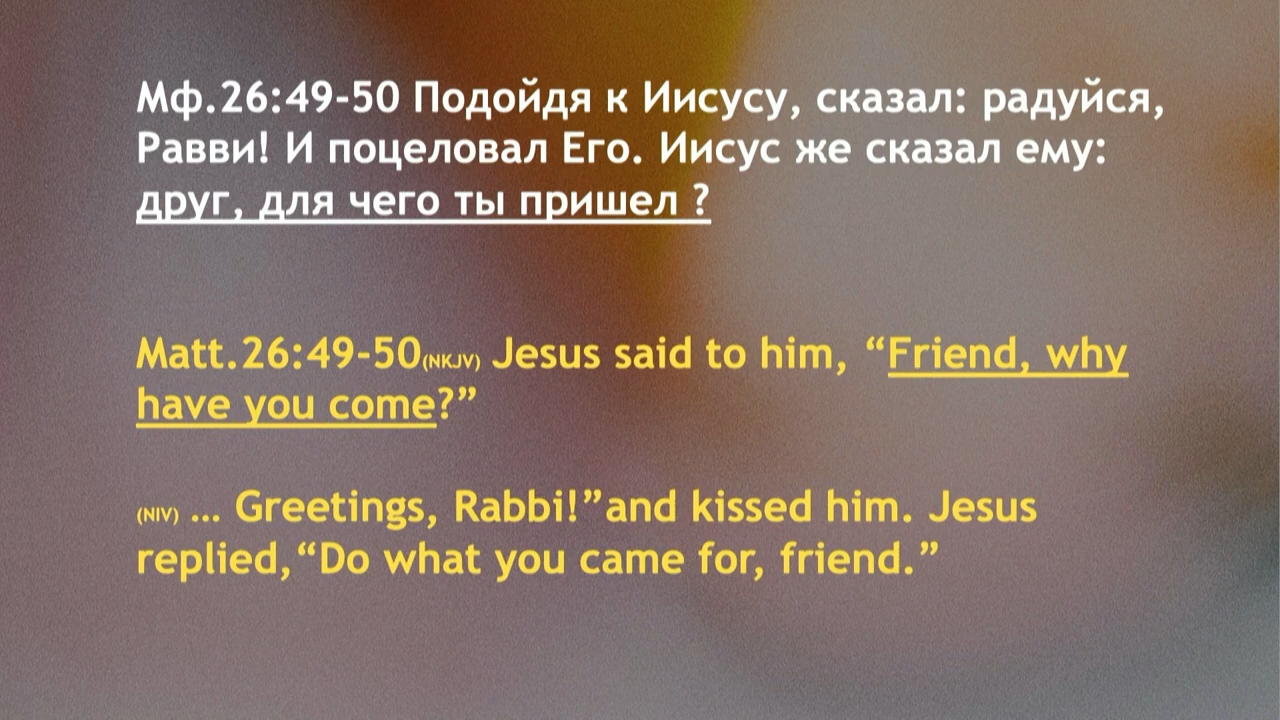 Мф.26:49-50 Подойдя к Иисусу, сказал: радуйся,
Равви! И поцеловал Его. Иисус же сказал ему:
друг, для чего ты пришел ?
Matt.26:49-50(NKJV) Jesus said to him, “Friend, why
have you come?”
(NIV) … Greetings, Rabbi!”and kissed him. Jesus
replied,“Do what you came for, friend.”